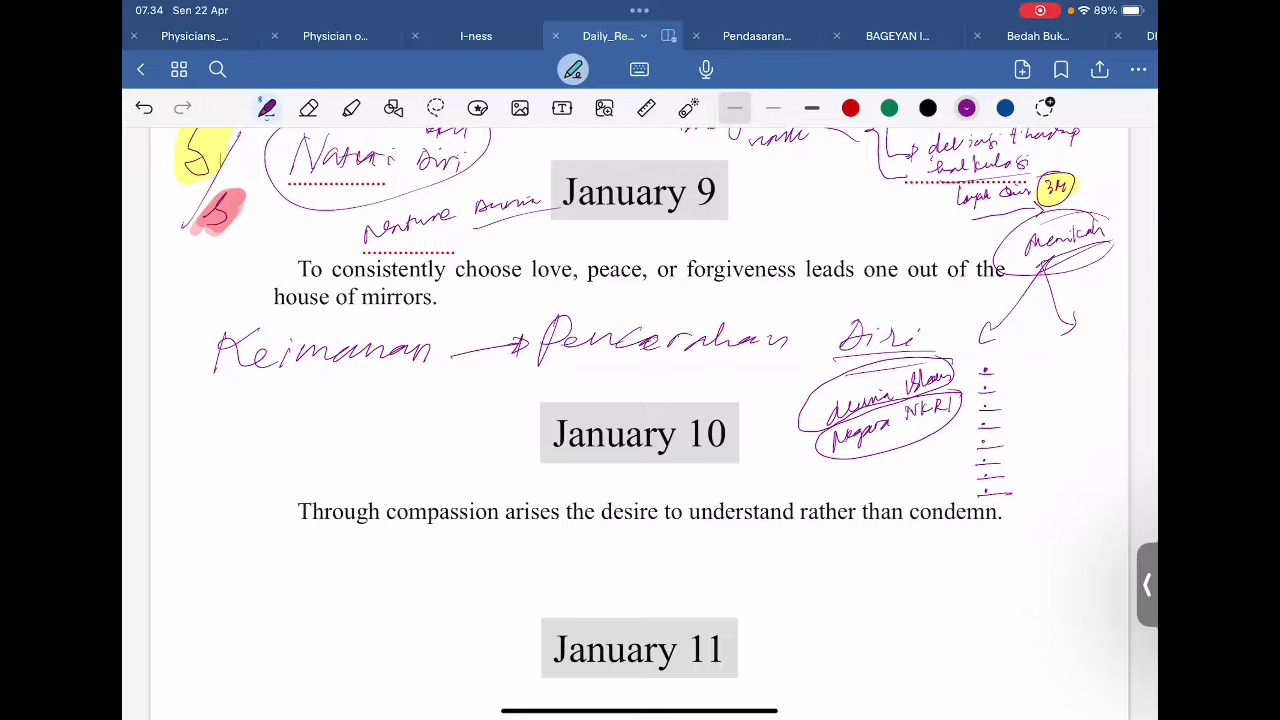 07.34 Sen 22 Apr
89%
Physicians_...
Physician o...
I-ness
Daily_Re...
Pendasaran...
BAGEYAN I...
Bedah Buk...
Natur Diri
3M
January 9
Nurture Dunia
Menikah
To consistently choose love, peace, or forgiveness leads one out of the
house of mirrors.
Keimanan → Pencerahan Diri
Negara NKRI
January 10
Through compassion arises the desire to understand rather than condemn.
January 11